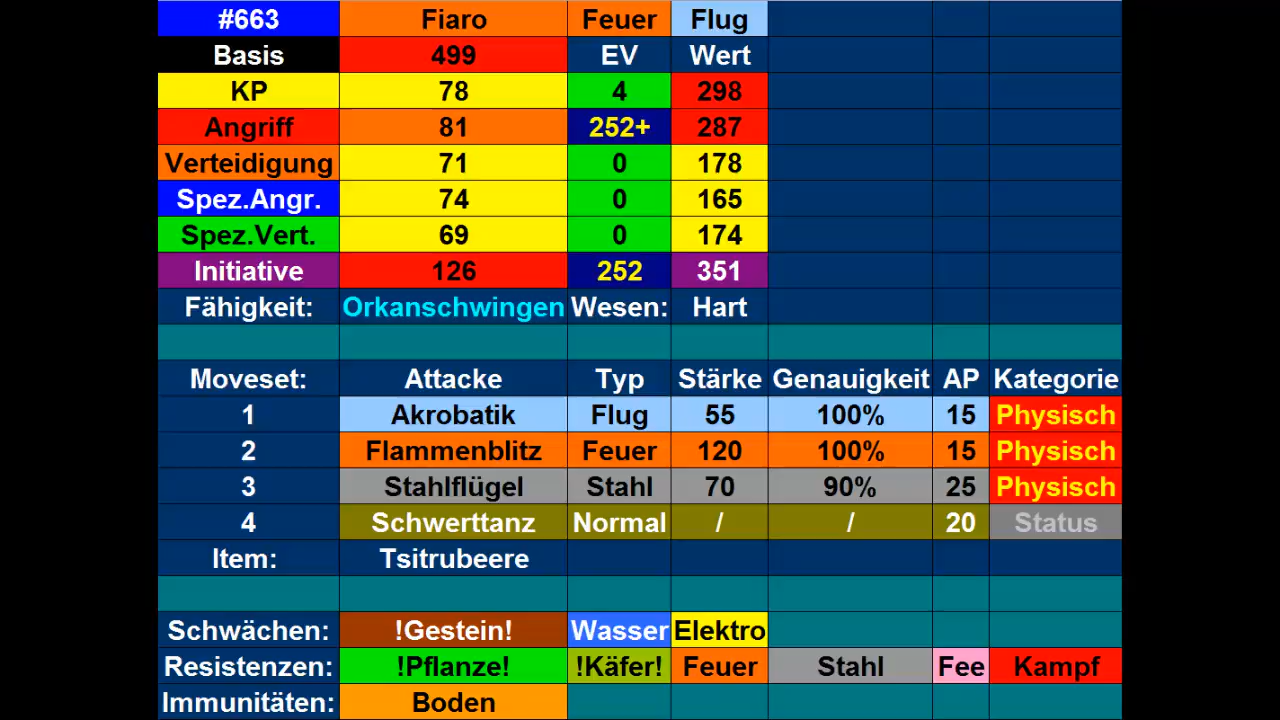 #663 Fiaro Feuer Flug
Basis 499 EV Wert
KP 78 4 298
Angriff 81 252+ 287
Verteidigung 71 0 178
Spez.Angr. 74 0 165
Spez.Vert. 69 0 174
Initiative 126 252 351
Fähigkeit: Orkanschwingen Wesen: Hart
Moveset: Attacke Typ Stärke Genauigkeit AP Kategorie
1 Akrobatik Flug 55 100% 15 Physisch
2 Flammenblitz Feuer 120 100% 15 Physisch
3 Stahlflügel Stahl 70 90% 25 Physisch
4 Schwerttanz Normal / / 20 Status
Item: Tsitrubeere
Schwächen: !Gestein! Wasser Elektro
Resistenzen: !Pflanze! !Käfer! Feuer Stahl Fee Kampf
Immunitäten: Boden